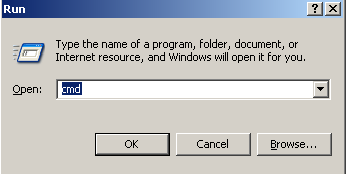 Run
Type the name of a program, folder, document, or
Internet resource, and Windows will open it for you.
Open:
cmd
OK
Cancel
Browse...